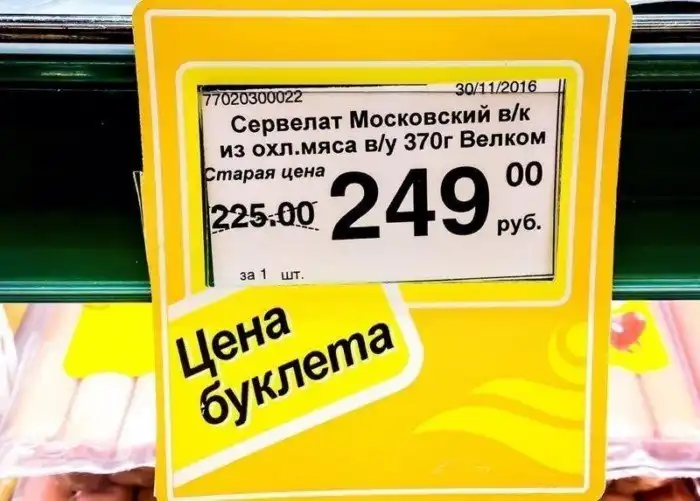 77020300022
30/11/2016
Сервелат Московский в/к
из охл.мяса в/у 370г Велком
Старая цена
225.00
249 00
руб.
за 1 шт.
Цена
буклета